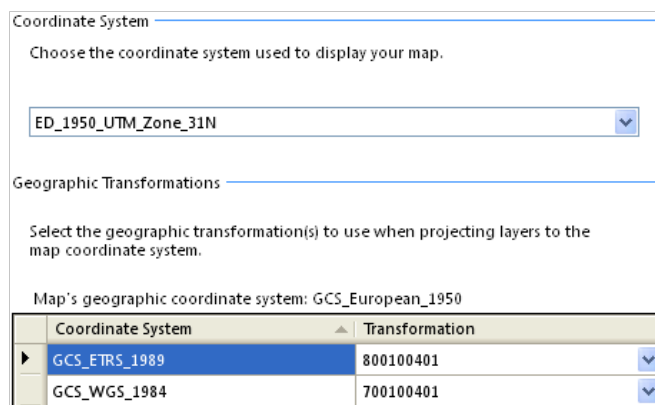 Coordinate System
Choose the coordinate system used to display your map.
ED_1950_UTM_Zone_31N
Geographic Transformations
Select the geographic transformation(s) to use when projecting layers to the
map coordinate system.
Map's geographic coordinate system: GCS_European_1950
Coordinate System Transformation
GCS_ETRS_1989 800100401
GCS_WGS_1984 700100401